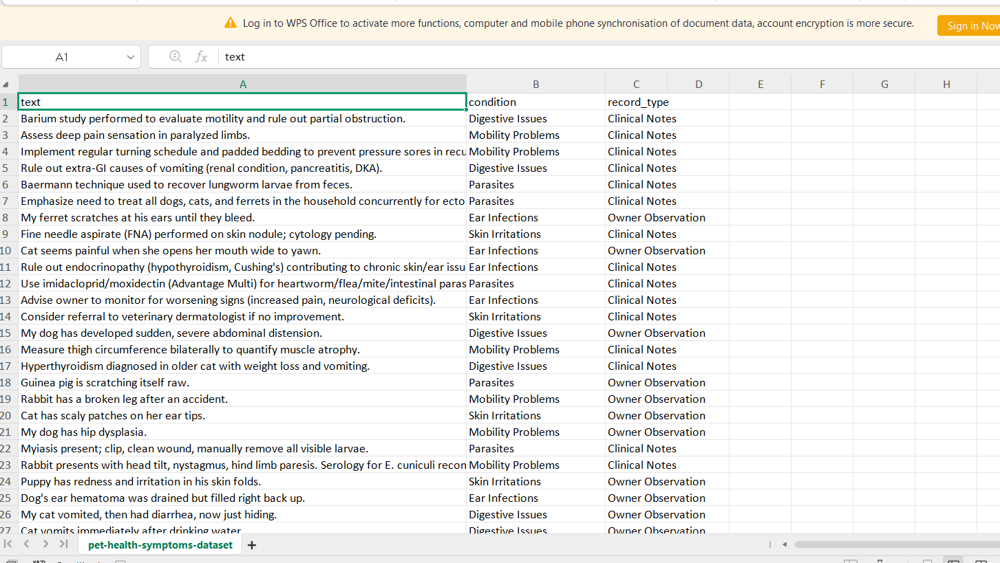 Log in to WPS Office to activate more functions, computer and mobile phone synchronisation of document data, account encryption is more secure. Sign in Now
A1 fx text
A B C D E F G H
1 text condition record_type
2 Barium study performed to evaluate motility and rule out partial obstruction. Digestive Issues Clinical Notes
3 Assess deep pain sensation in paralyzed limbs. Mobility Problems Clinical Notes
4 Implement regular turning schedule and padded bedding to prevent pressure sores in recu Mobility Problems Clinical Notes
5 Rule out extra-GI causes of vomiting (renal condition, pancreatitis, DKA). Digestive Issues Clinical Notes
6 Baermann technique used to recover lungworm larvae from feces. Parasites Clinical Notes
7 Emphasize need to treat all dogs, cats, and ferrets in the household concurrently for ecto Parasites Clinical Notes
8 My ferret scratches at his ears until they bleed. Ear Infections Owner Observation
9 Fine needle aspirate (FNA) performed on skin nodule; cytology pending. Skin Irritations Clinical Notes
10 Cat seems painful when she opens her mouth wide to yawn. Ear Infections Owner Observation
11 Rule out endocrinopathy (hypothyroidism, Cushing's) contributing to chronic skin/ear issu Ear Infections Clinical Notes
12 Use imidacloprid/moxidectin (Advantage Multi) for heartworm/flea/mite/intestinal paras Parasites Clinical Notes
13 Advise owner to monitor for worsening signs (increased pain, neurological deficits). Ear Infections Clinical Notes
14 Consider referral to veterinary dermatologist if no improvement. Skin Irritations Clinical Notes
15 My dog has developed sudden, severe abdominal distension. Digestive Issues Owner Observation
16 Measure thigh circumference bilaterally to quantify muscle atrophy. Mobility Problems Clinical Notes
17 Hyperthyroidism diagnosed in older cat with weight loss and vomiting. Digestive Issues Clinical Notes
18 Guinea pig is scratching itself raw. Parasites Owner Observation
19 Rabbit has a broken leg after an accident. Mobility Problems Owner Observation
20 Cat has scaly patches on her ear tips. Skin Irritations Owner Observation
21 My dog has hip dysplasia. Mobility Problems Owner Observation
22 Myiasis present; clip, clean wound, manually remove all visible larvae. Parasites Clinical Notes
23 Rabbit presents with head tilt, nystagmus, hind limb paresis. Serology for E. cuniculi recon Mobility Problems Clinical Notes
24 Puppy has redness and irritation in his skin folds. Skin Irritations Owner Observation
25 Dog's ear hematoma was drained but filled right back up. Ear Infections Owner Observation
26 My cat vomited, then had diarrhea, now just hiding. Digestive Issues Owner Observation
27 Cat vomits immediately after drinking water Digestive Issues Owner Observation
pet-health-symptoms-dataset